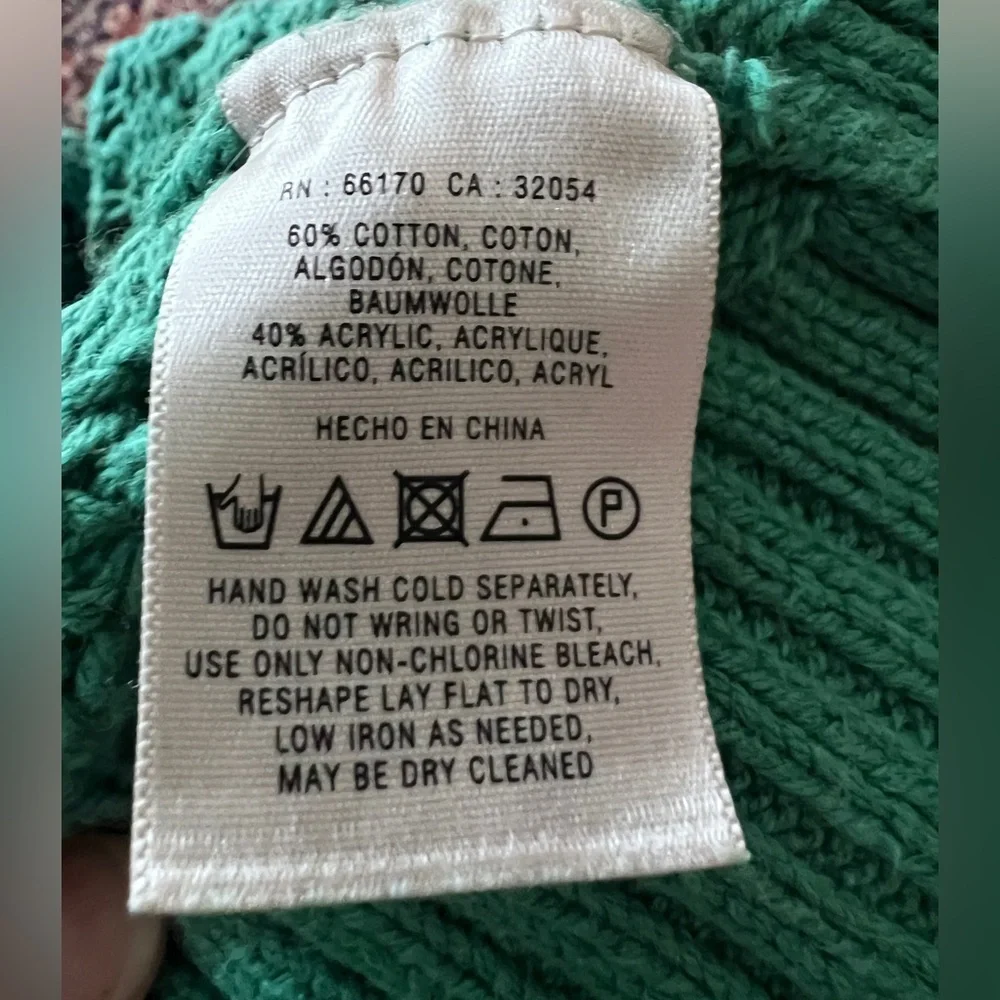 RN : 66170 CA : 32054
60% COTTON, COTON,
ALGODÓN, COTONE,
BAUMWOLLE
40% ACRYLIC, ACRYLIQUE,
ACRÍLICO, ACRILICO, ACRYL
HECHO EN CHINA
P
HAND WASH COLD SEPARATELY,
DO NOT WRING OR TWIST,
USE ONLY NON-CHLORINE BLEACH,
RESHAPE LAY FLAT TO DRY,
LOW IRON AS NEEDED,
MAY BE DRY CLEANED